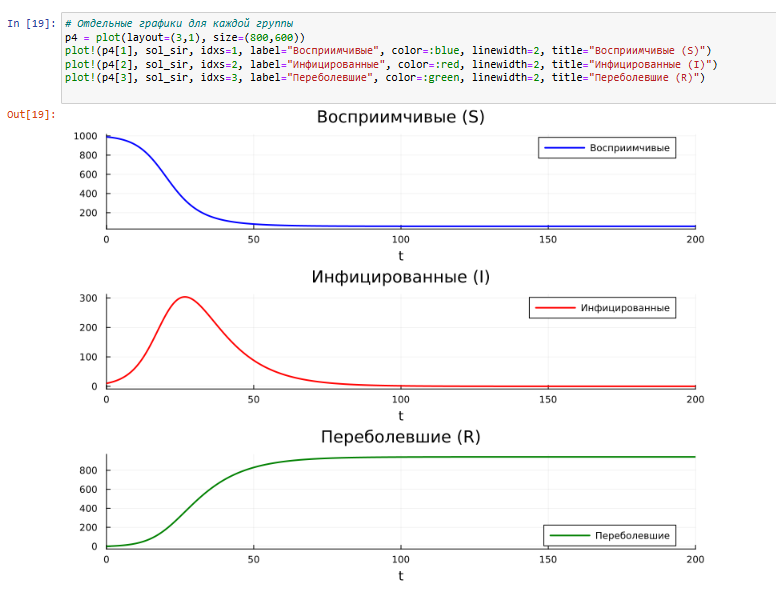 In [19]: # Отдельные графики для каждой группы
p4 = plot(layout=(3,1), size=(800,600))
plot!(p4[1], sol_sir, idxs=1, label="Восприимчивые", color=:blue, linewidth=2, title="Восприимчивые (S)")
plot!(p4[2], sol_sir, idxs=2, label="Инфицированные", color=:red, linewidth=2, title="Инфицированные (I)")
plot!(p4[3], sol_sir, idxs=3, label="Переболевшие", color=:green, linewidth=2, title="Переболевшие (R)")
Out[19]:
Восприимчивые (S)
1000
800
600
400
200
Восприимчивые
0 50 100 150 200
t
Инфицированные (I)
300
200
100
0
Инфицированные
0 50 100 150 200
t
Переболевшие (R)
800
600
400
200
0
Переболевшие
0 50 100 150 200
t